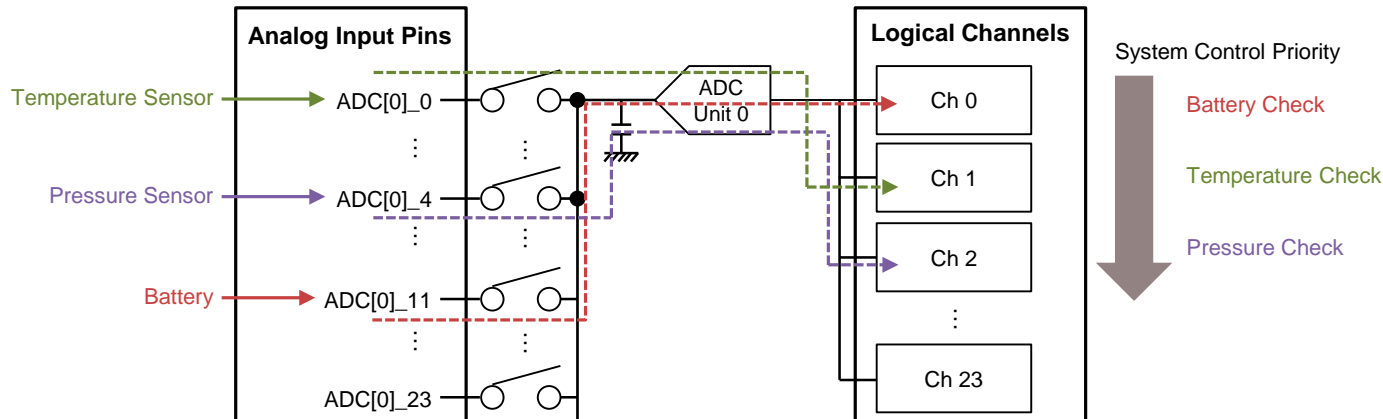 Analog Input Pins
Logical Channels
System Control Priority
Temperature Sensor
ADC[0]_0
ADC
Unit 0
Ch 0
Battery Check
⋮
⋮
Pressure Sensor
ADC[0]_4
Ch 1
Temperature Check
⋮
⋮
Ch 2
Pressure Check
Battery
ADC[0]_11
⋮
⋮
⋮
ADC[0]_23
Ch 23